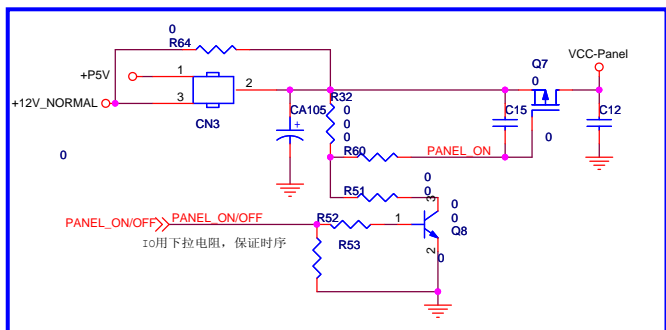 0
R64
Q7
VCC-Panel
+P5V
1
2
0
+12V_NORMAL
3
CA105
+
R32
0
0
0
C15
C12
CN3
0
0
R60
PANEL_ON
0
R51
0
3
0
PANEL_ON/OFF
PANEL_ON/OFF
R52
1
0
Q8
IO用下拉电阻，保证时序
R53
2
0